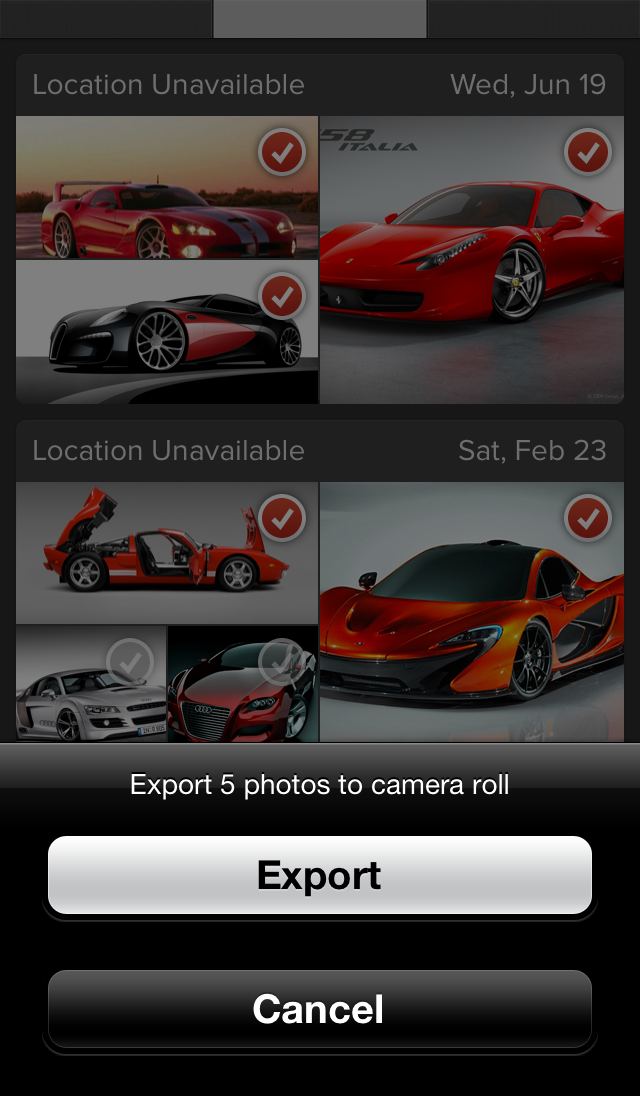 Location Unavailable
Wed, Jun 19
58
ITALIA
Location Unavailable
Sat, Feb 23
Export 5 photos to camera roll
Export
Cancel